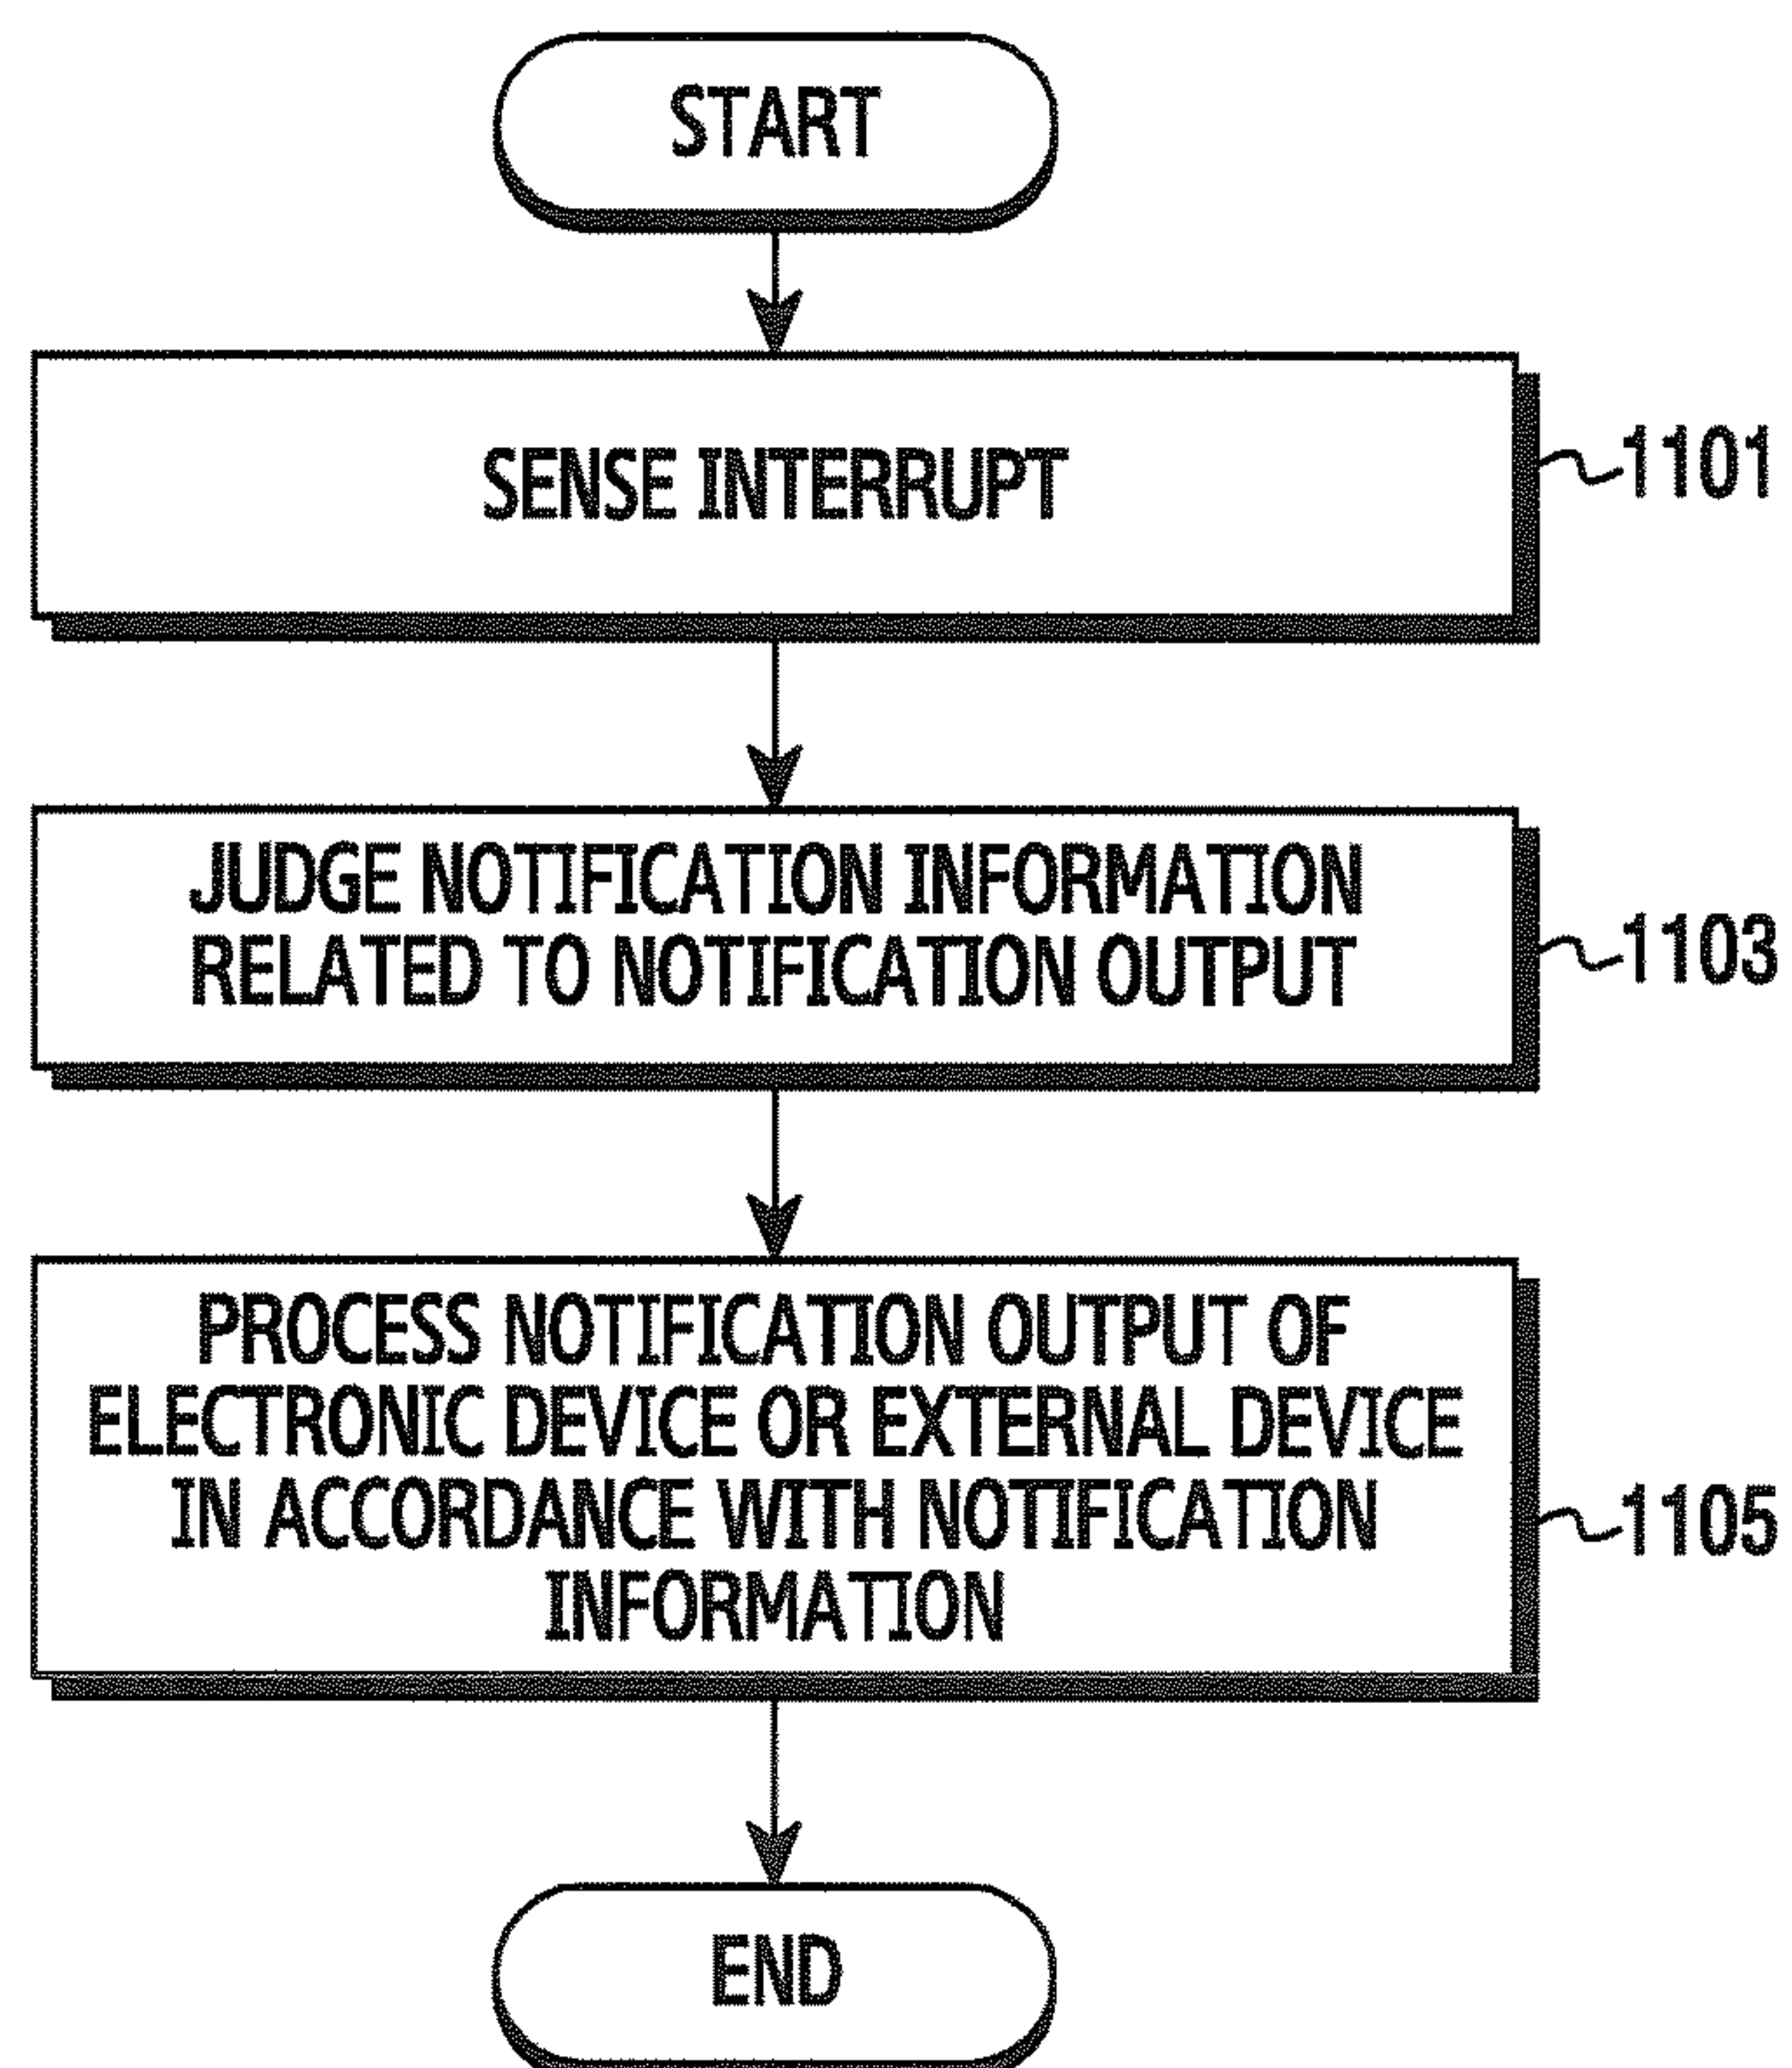 START
SENSE INTERRUPT
1101
JUDGE NOTIFICATION INFORMATION
RELATED TO NOTIFICATION OUTPUT
1103
PROCESS NOTIFICATION OUTPUT OF
ELECTRONIC DEVICE OR EXTERNAL DEVICE
IN ACCORDANCE WITH NOTIFICATION
INFORMATION
1105
END